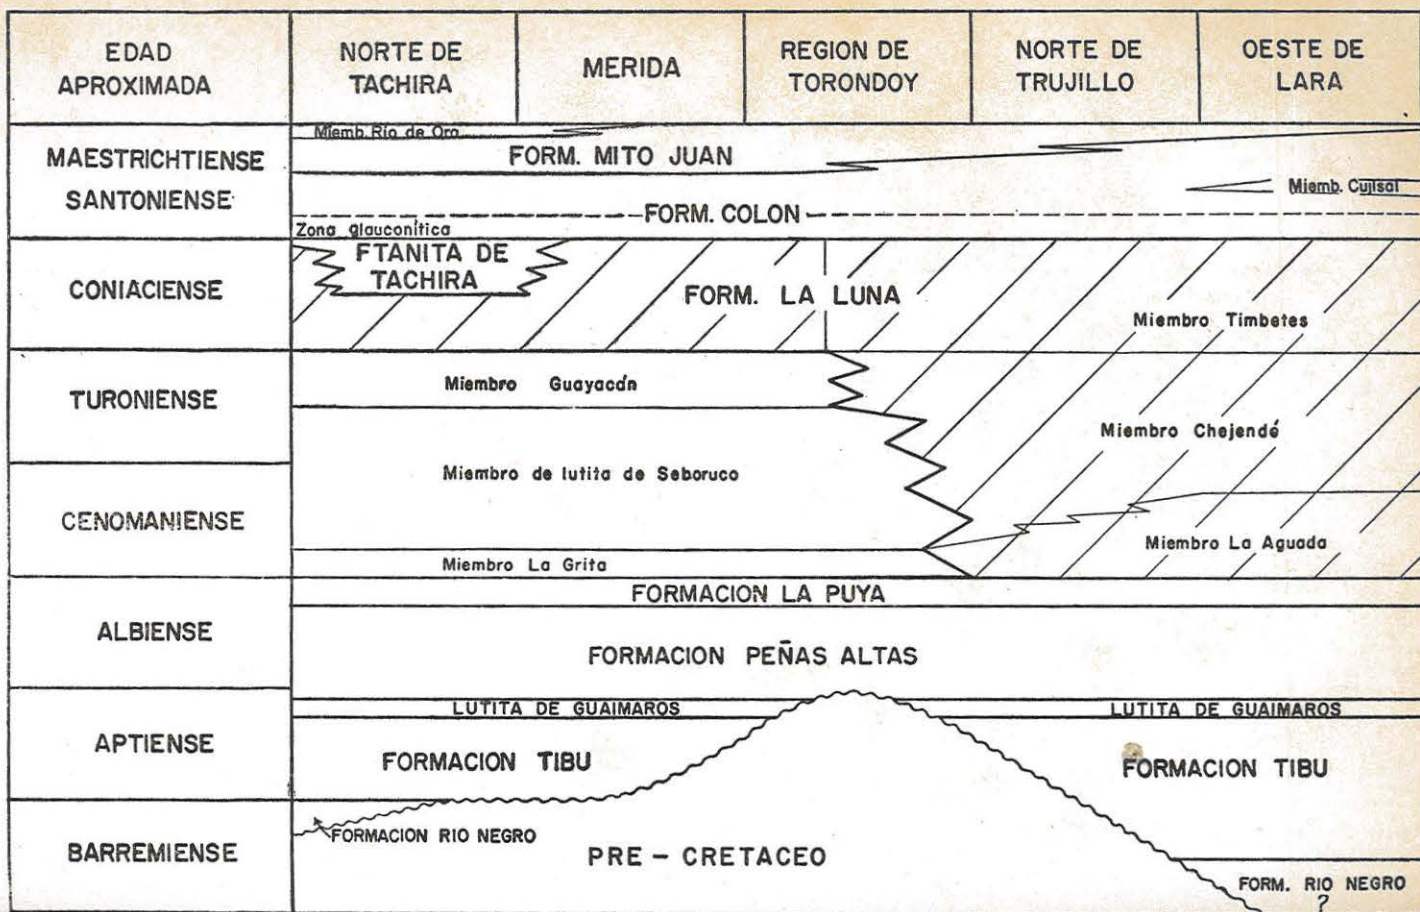 EDAD
APROXIMADA
NORTE DE
TACHIRA
MERIDA
REGION DE
TORONDOY
NORTE DE
TRUJILLO
OESTE DE
LARA
MAESTRICHTIENSE
SANTONIENSE
Miemb. Río de Oro
FORM. MITO JUAN
Miemb. Cujisal
FORM. COLON
Zona glauconítica
CONIACIENSE
FTANITA DE
TACHIRA
FORM. LA LUNA
Miembro Timbetes
TURONIENSE
Miembro Guayacán
Miembro Chejendé
Miembro de lutita de Seboruco
CENOMANIENSE
Miembro La Aguada
Miembro La Grita
FORMACION LA PUYA
ALBIENSE
FORMACION PEÑAS ALTAS
LUTITA DE GUAIMAROS
LUTITA DE GUAIMAROS
APTIENSE
FORMACION TIBU
FORMACION TIBU
BARREMIENSE
FORMACION RIO NEGRO
PRE - CRETACEO
FORM. RIO NEGRO
?